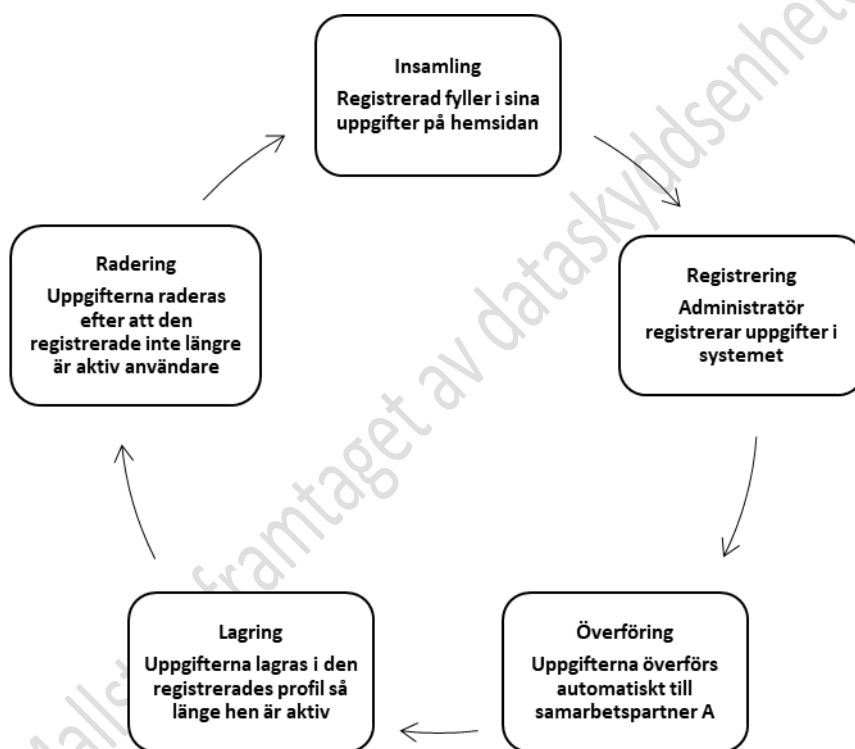 Insamling
Registrerad fyller i sina
uppgifter på hemsidan
Registrering
Administratör
registrerar uppgifter i
systemet
Överföring
Uppgifterna överförs
automatiskt till
samarbetspartner A
Lagring
Uppgifterna lagras i den
registrerades profil så
länge hen är aktiv
Radering
Uppgifterna raderas
efter att den
registrerade inte längre
är aktiv användare
framtaget av